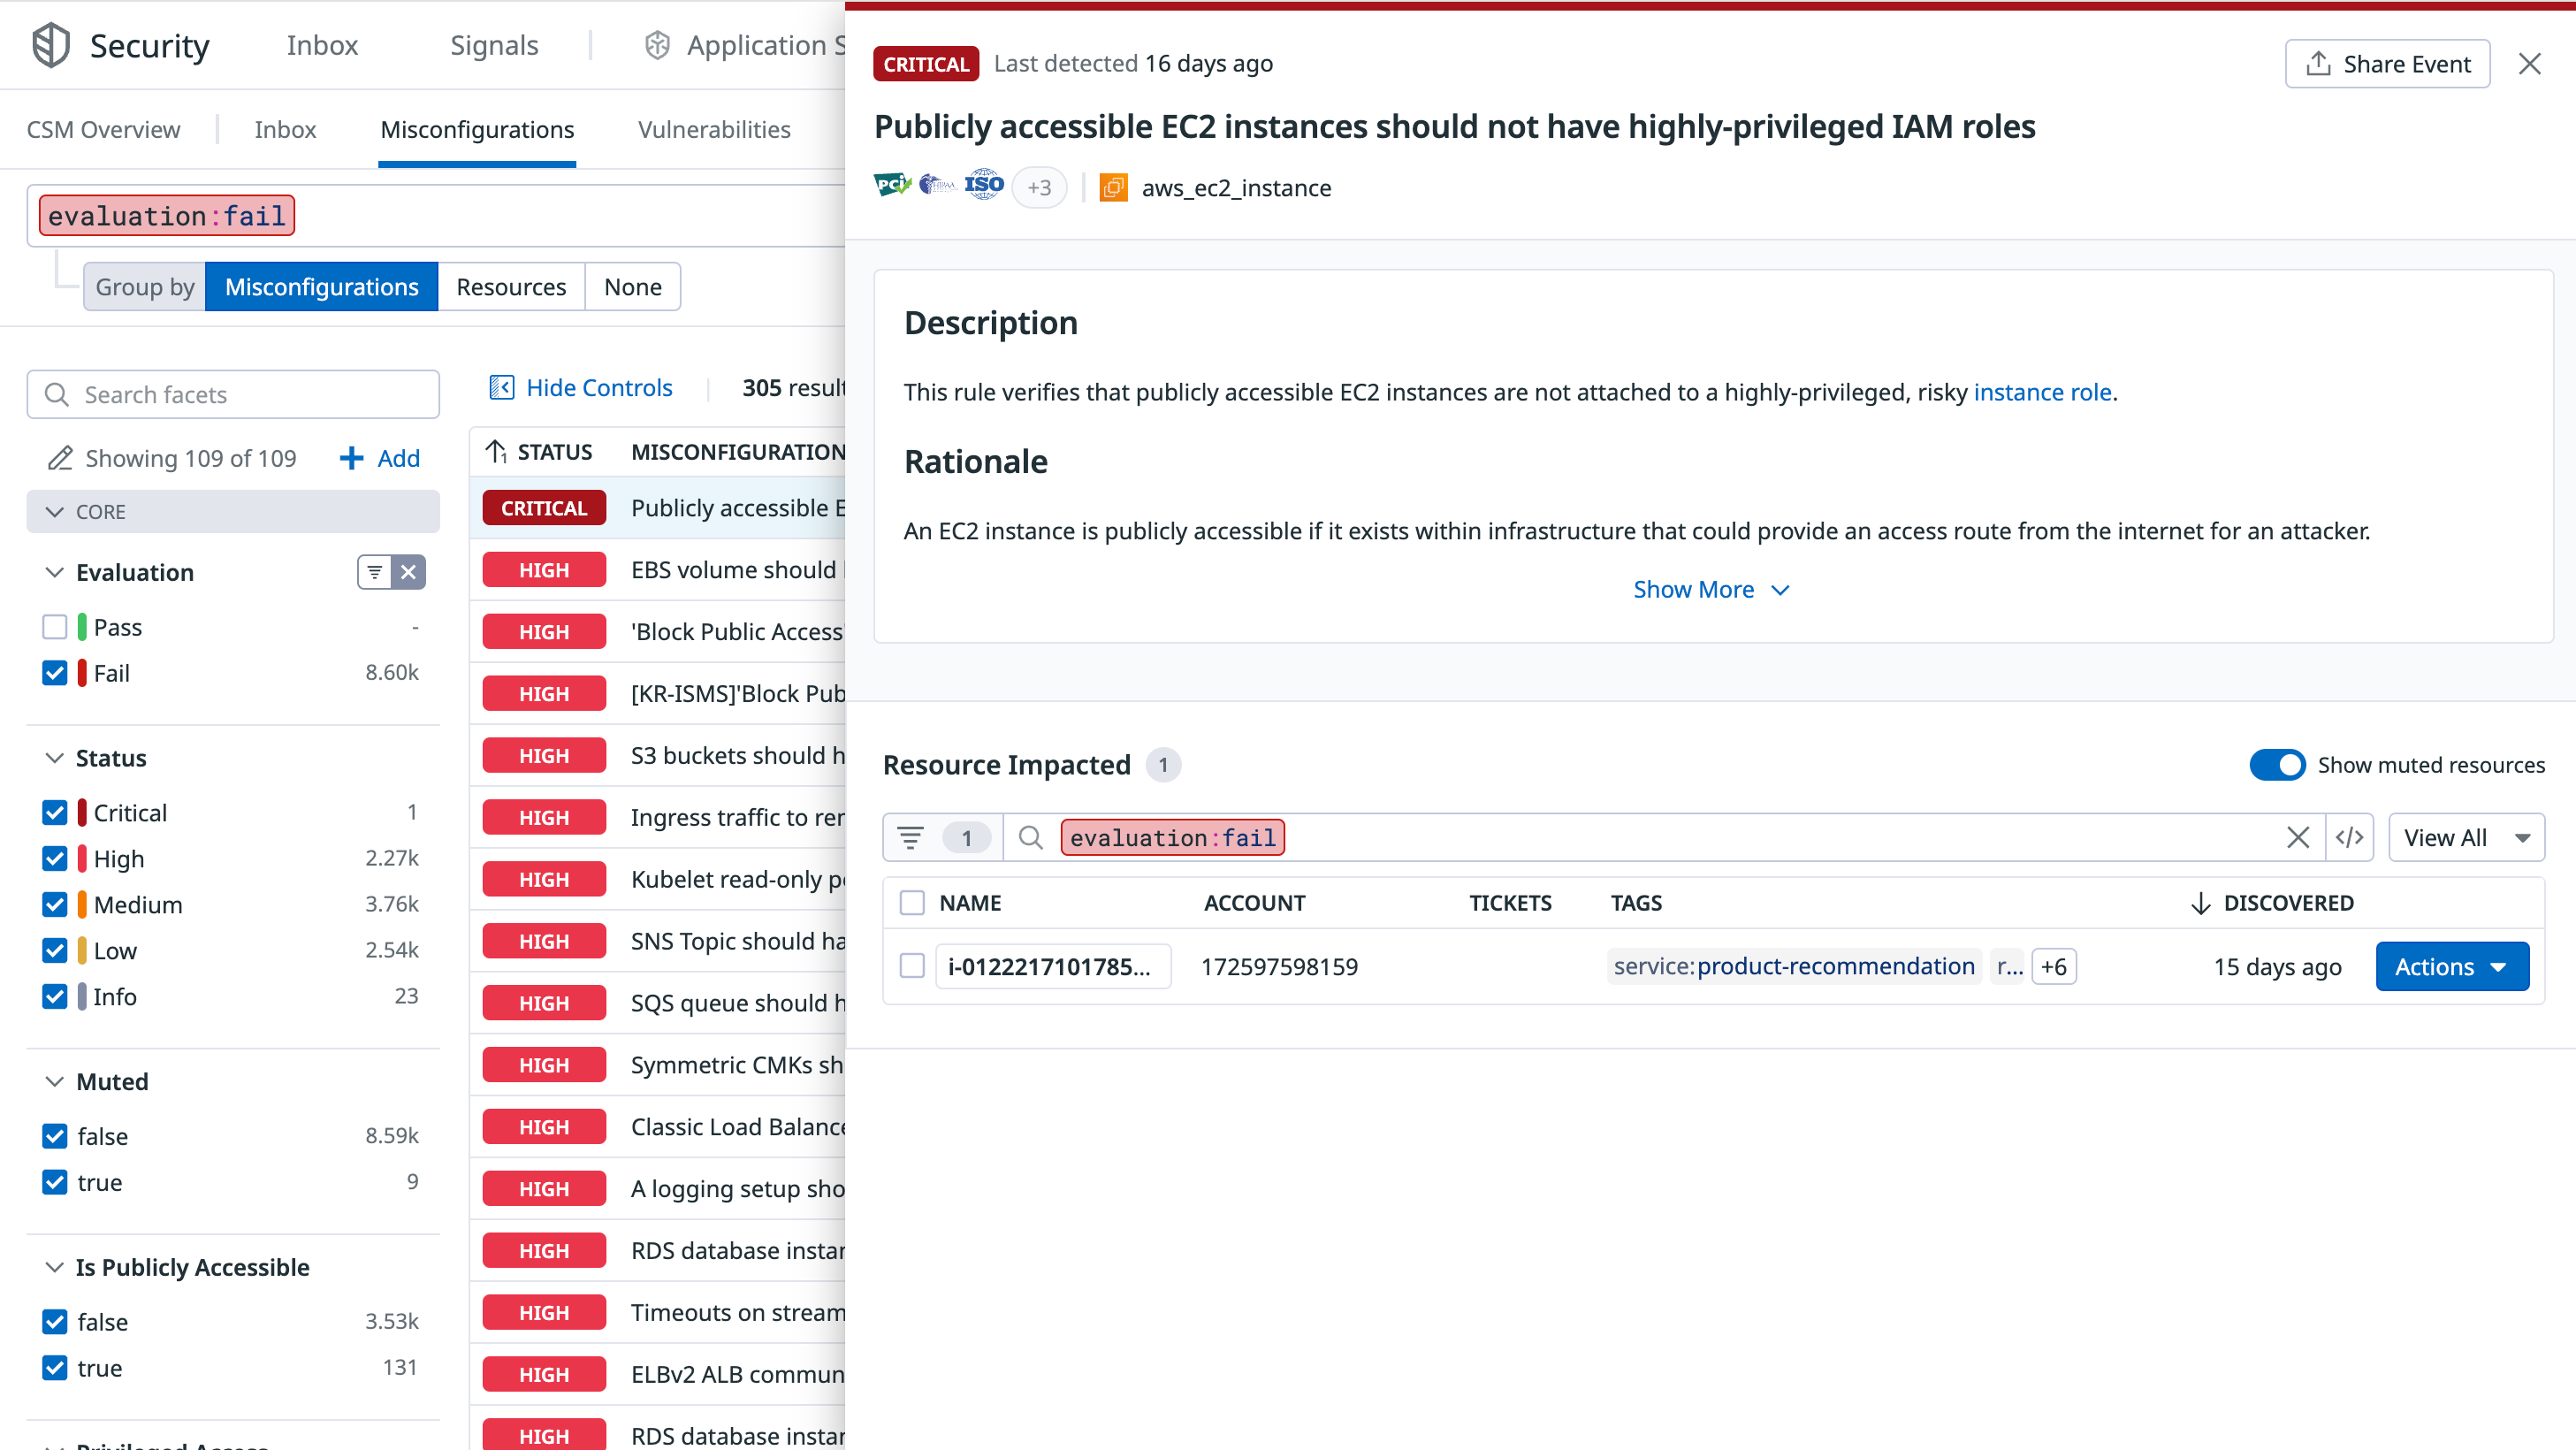 Security
Inbox
Signals
Application S
CSM Overview
Inbox
Misconfigurations
Vulnerabilities
evaluation:fail
Group by
Misconfigurations
Resources
None
Search facets
Showing 109 of 109
Add
CORE
Evaluation
Pass -
Fail 8.60k
Status
Critical 1
High 2.27k
Medium 3.76k
Low 2.54k
Info 23
Muted
false 8.59k
true 9
Is Publicly Accessible
false 3.53k
true 131
Privileged Access
Hide Controls
305 result
1 STATUS MISCONFIGURATION
CRITICAL Publicly accessible E
HIGH EBS volume should
HIGH 'Block Public Access'
HIGH [KR-ISMS]'Block Pub
HIGH S3 buckets should h
HIGH Ingress traffic to rer
HIGH Kubelet read-only p
HIGH SNS Topic should ha
HIGH SQS queue should h
HIGH Symmetric CMKs sh
HIGH Classic Load Balance
HIGH A logging setup sho
HIGH RDS database instar
HIGH Timeouts on stream
HIGH ELBv2 ALB commun
HIGH RDS database instar
CRITICAL Last detected 16 days ago
Share Event
Publicly accessible EC2 instances should not have highly-privileged IAM roles
PCI HIPAA ISO +3 aws_ec2_instance
Description
This rule verifies that publicly accessible EC2 instances are not attached to a highly-privileged, risky instance role.
Rationale
An EC2 instance is publicly accessible if it exists within infrastructure that could provide an access route from the internet for an attacker.
Show More
Resource Impacted 1
Show muted resources
1 evaluation:fail </> View All
NAME ACCOUNT TICKETS TAGS DISCOVERED
i-0122217101785... 172597598159 service:product-recommendation r... +6 15 days ago Actions